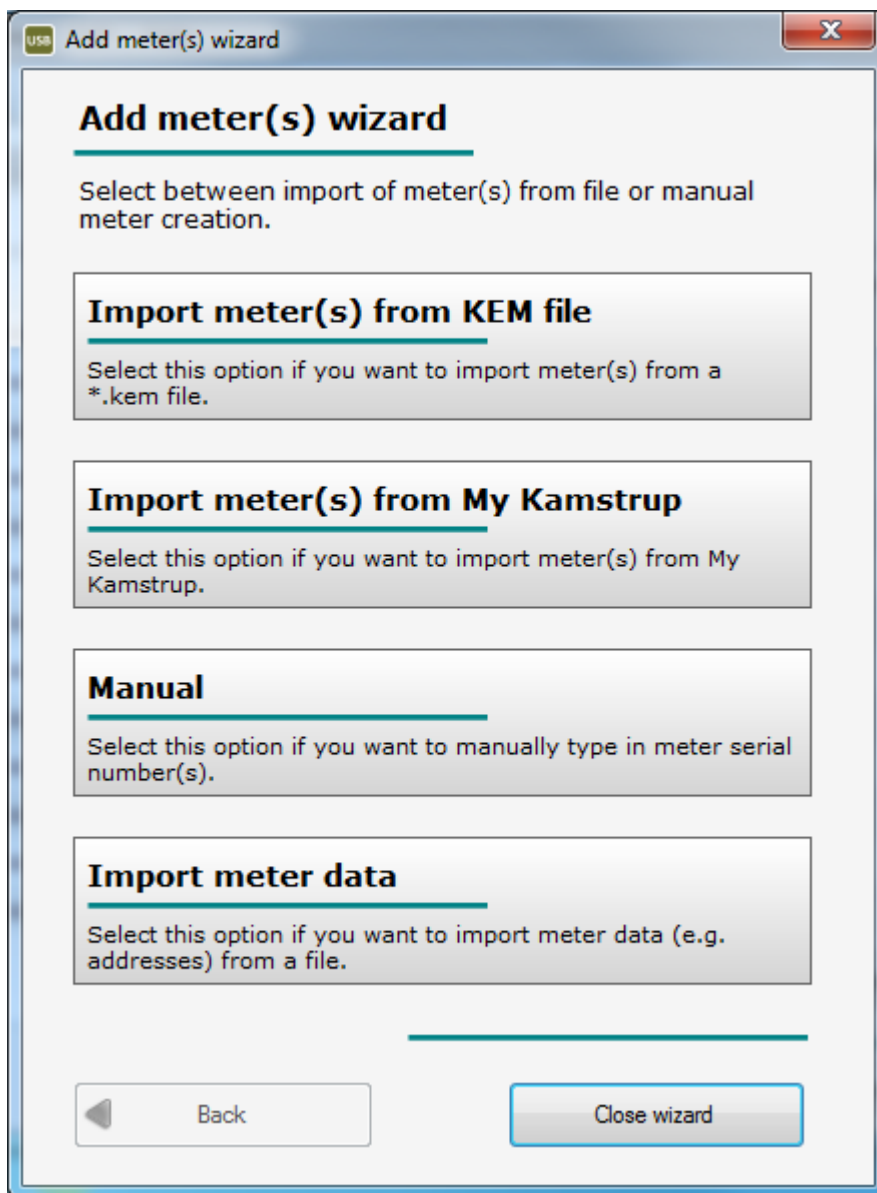 USB Add meter(s) wizard
Add meter(s) wizard
Select between import of meter(s) from file or manual
meter creation.
Import meter(s) from KEM file
Select this option if you want to import meter(s) from a
*.kem file.
Import meter(s) from My Kamstrup
Select this option if you want to import meter(s) from My
Kamstrup.
Manual
Select this option if you want to manually type in meter serial
number(s).
Import meter data
Select this option if you want to import meter data (e.g.
addresses) from a file.
Back Close wizard